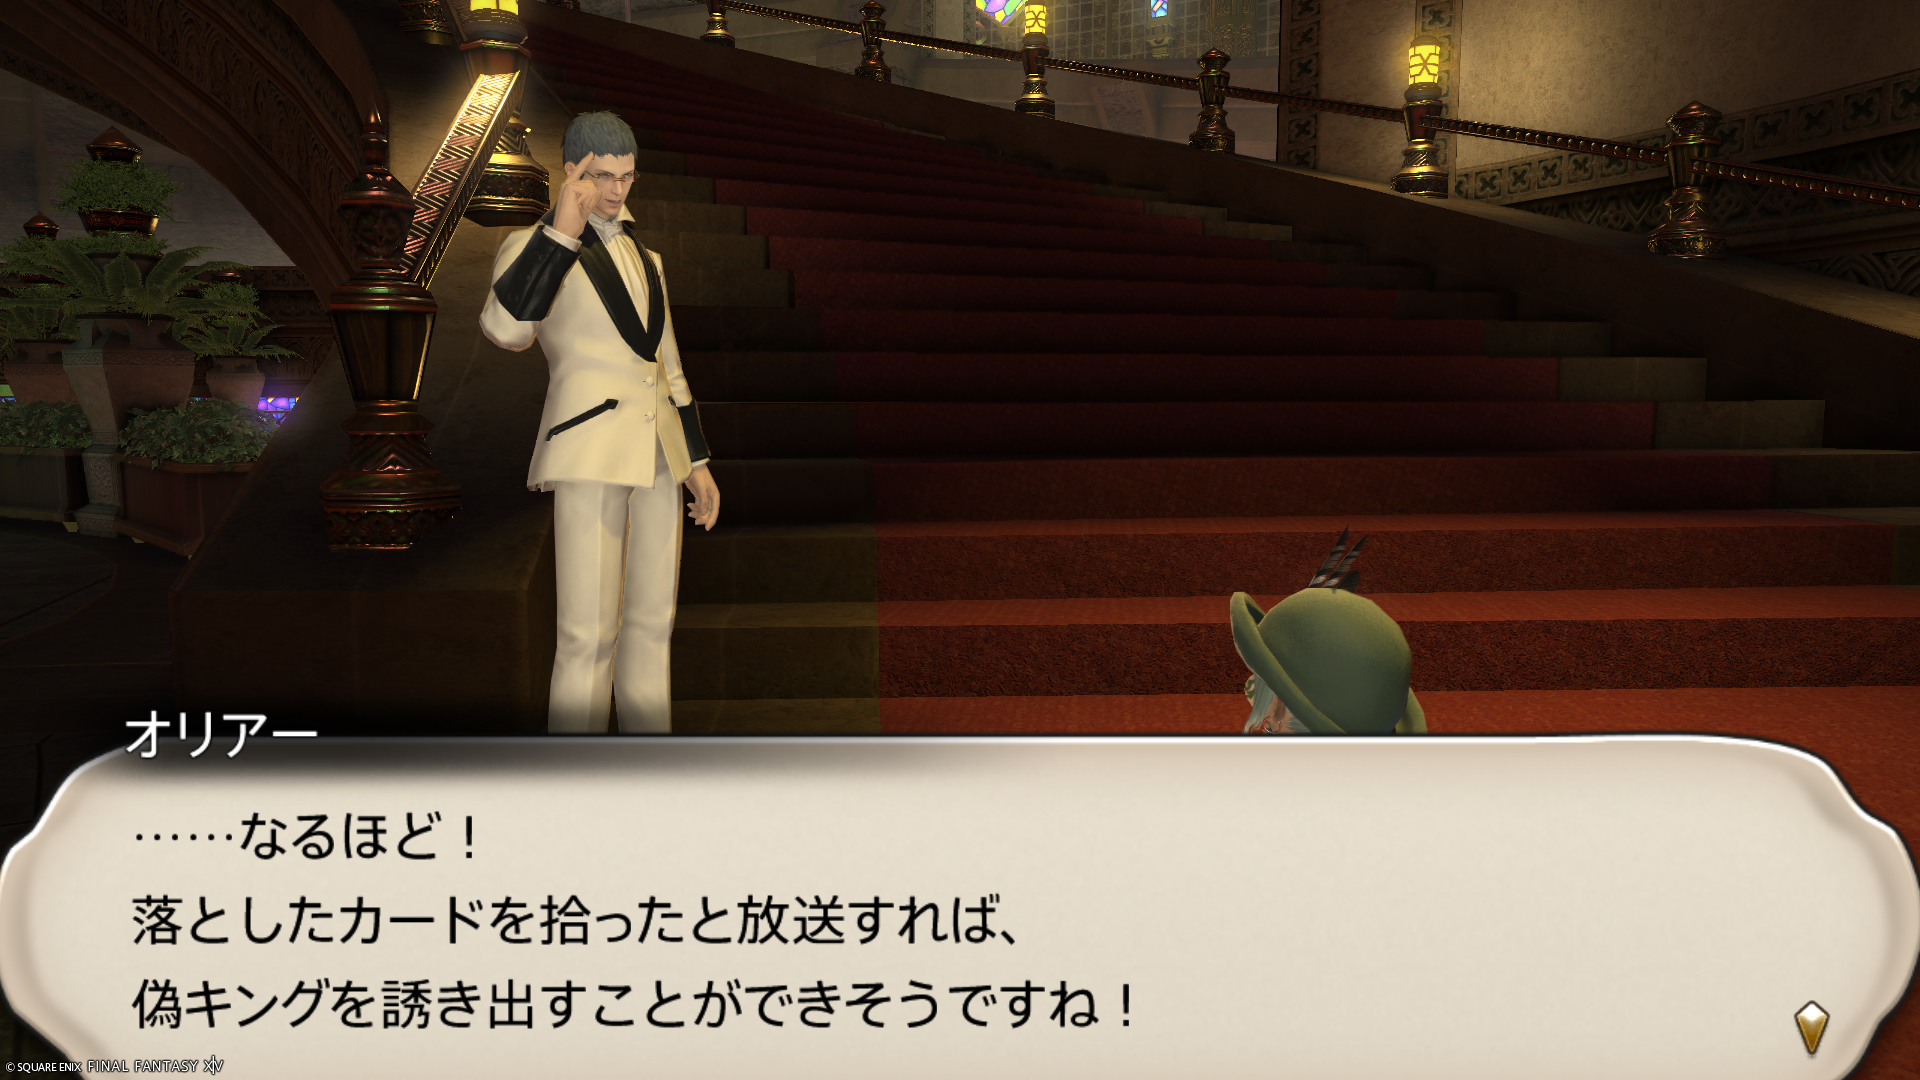 オリアー
……なるほど！
落としたカードを拾ったと放送すれば、
偽キングを誘き出すことができそうですね！
© SQUARE ENIX FINAL FANTASY XIV